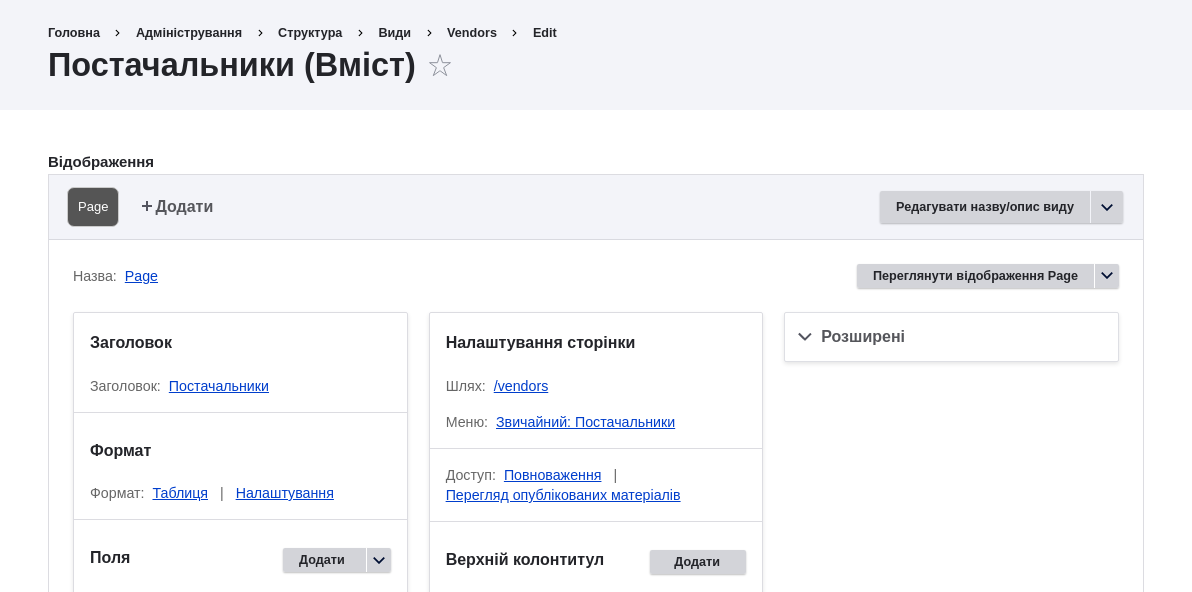 Головна › Адміністрування › Структура › Види › Vendors › Edit
Постачальники (Вміст)
Відображення
Page
+ Додати
Редагувати назву/опис виду
Назва: Page
Переглянути відображення Page
Заголовок
Заголовок: Постачальники
Формат
Формат: Таблиця | Налаштування
Поля
Додати
Налаштування сторінки
Шлях: /vendors
Меню: Звичайний: Постачальники
Доступ: Повноваження |
Перегляд опублікованих матеріалів
Верхній колонтитул
Додати
Розширені